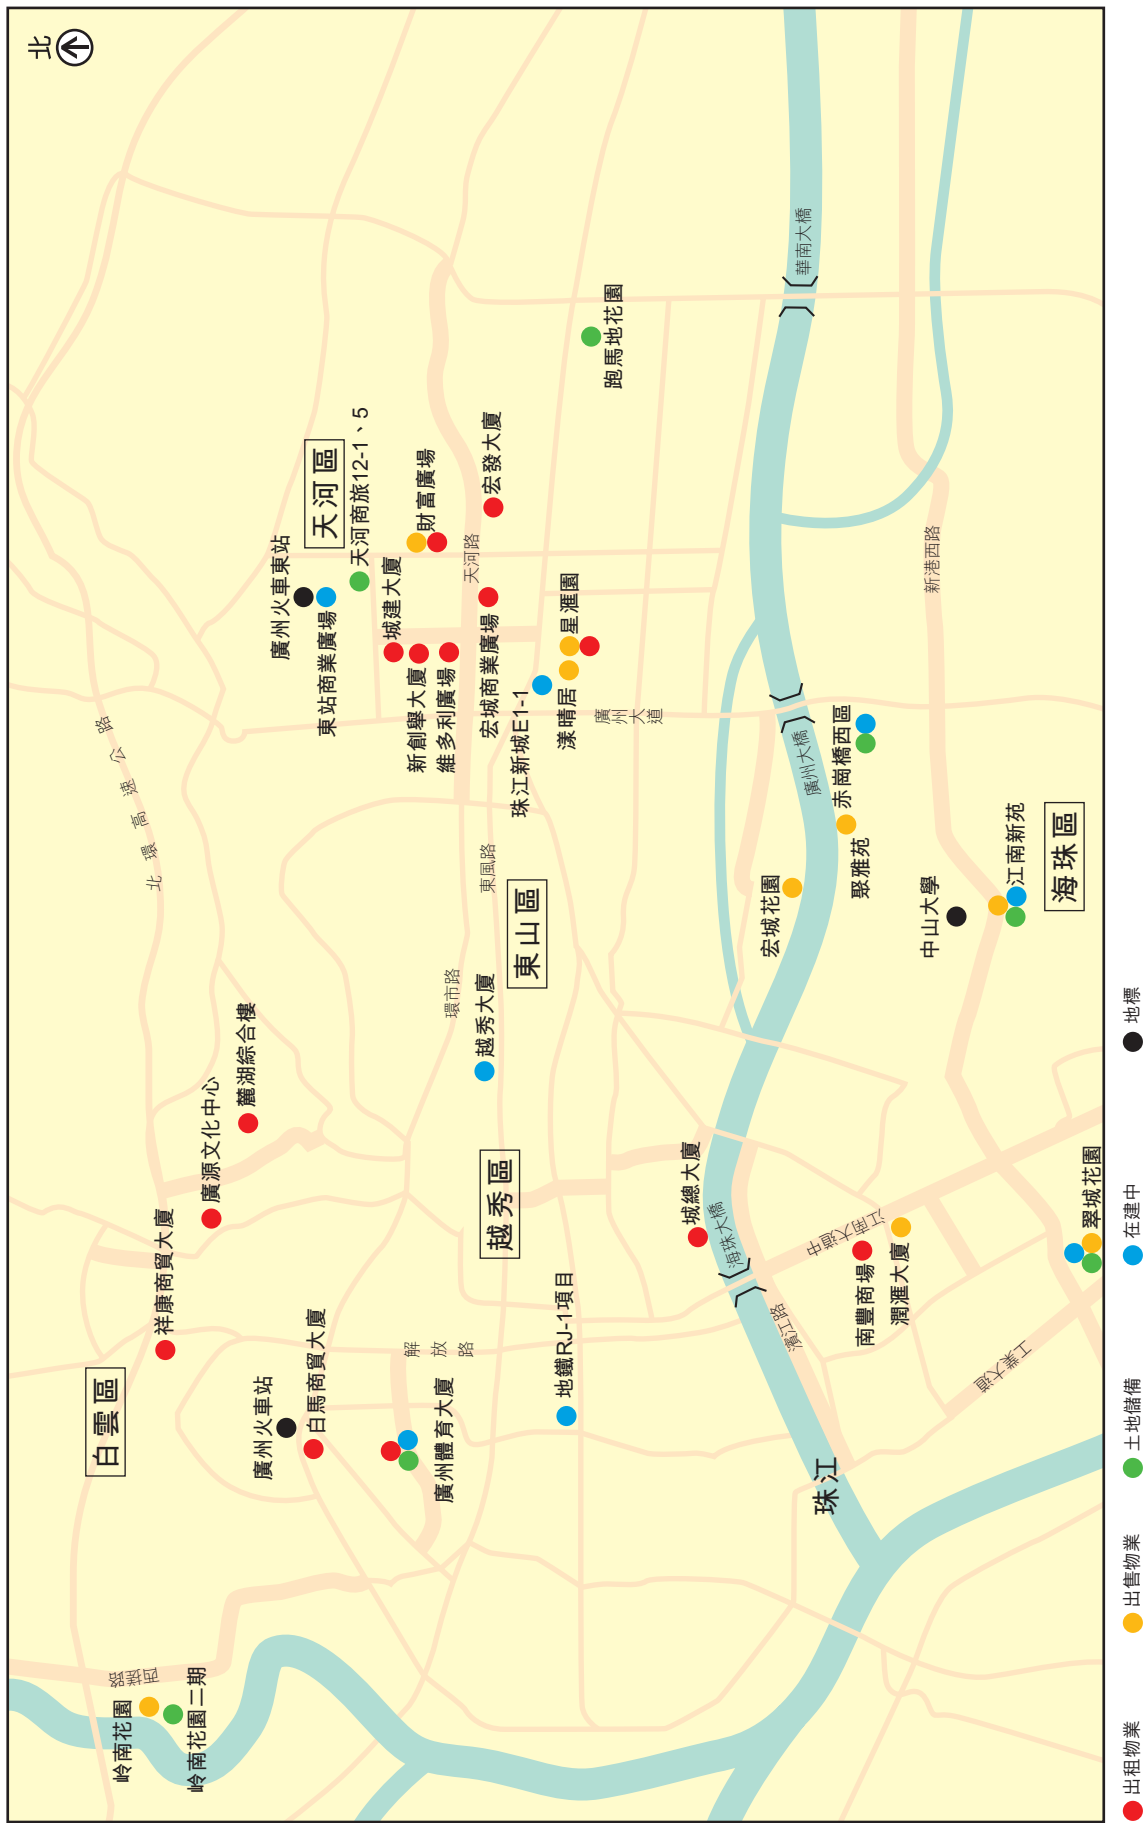 北
北環高速公路
白雲區
天河區
越秀區
東山區
海珠區
珠江
嶺南花園
嶺南花園二期
西槎路
祥康商貿大廈
廣源文化中心
麓湖綜合樓
廣州火車站
白馬商貿大廈
解放路
廣州體育大廈
地鐵RJ-1項目
越秀大廈
環市路
東風路
廣州火車東站
東站商業廣場
天河商旅12-1、5
財富廣場
城建大廈
新創舉大廈
維多利廣場
天河路
宏發大廈
宏城商業廣場
珠江新城E1-1
星滙園
漾晴居
廣州大道
跑馬地花園
華南大橋
廣州大橋
海珠大橋
宏城花園
赤崗橋西區
聚雅苑
新港西路
中山大學
江南新苑
城總大廈
濱江路
江南大道中
南豐商場
潤滙大廈
工業大道
翠城花園
出租物業
出售物業
土地儲備
在建中
地標